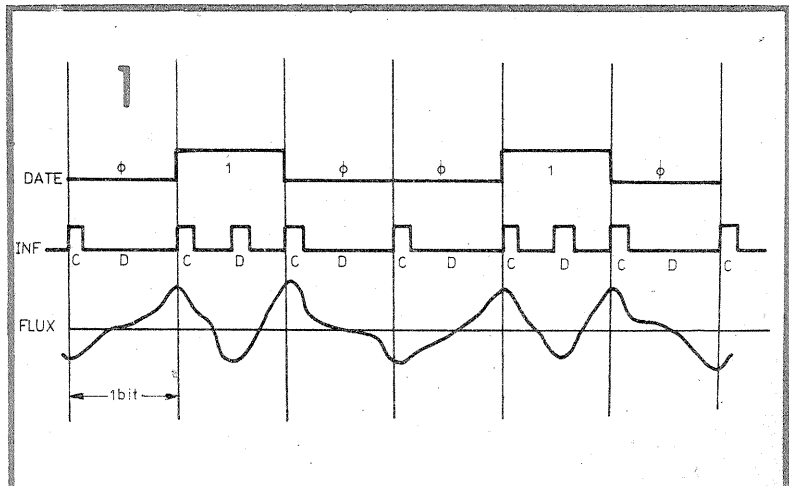 1
DATE ϕ 1 ϕ ϕ 1 ϕ
INF
C D C D C D C D C D C D C
FLUX
1bit